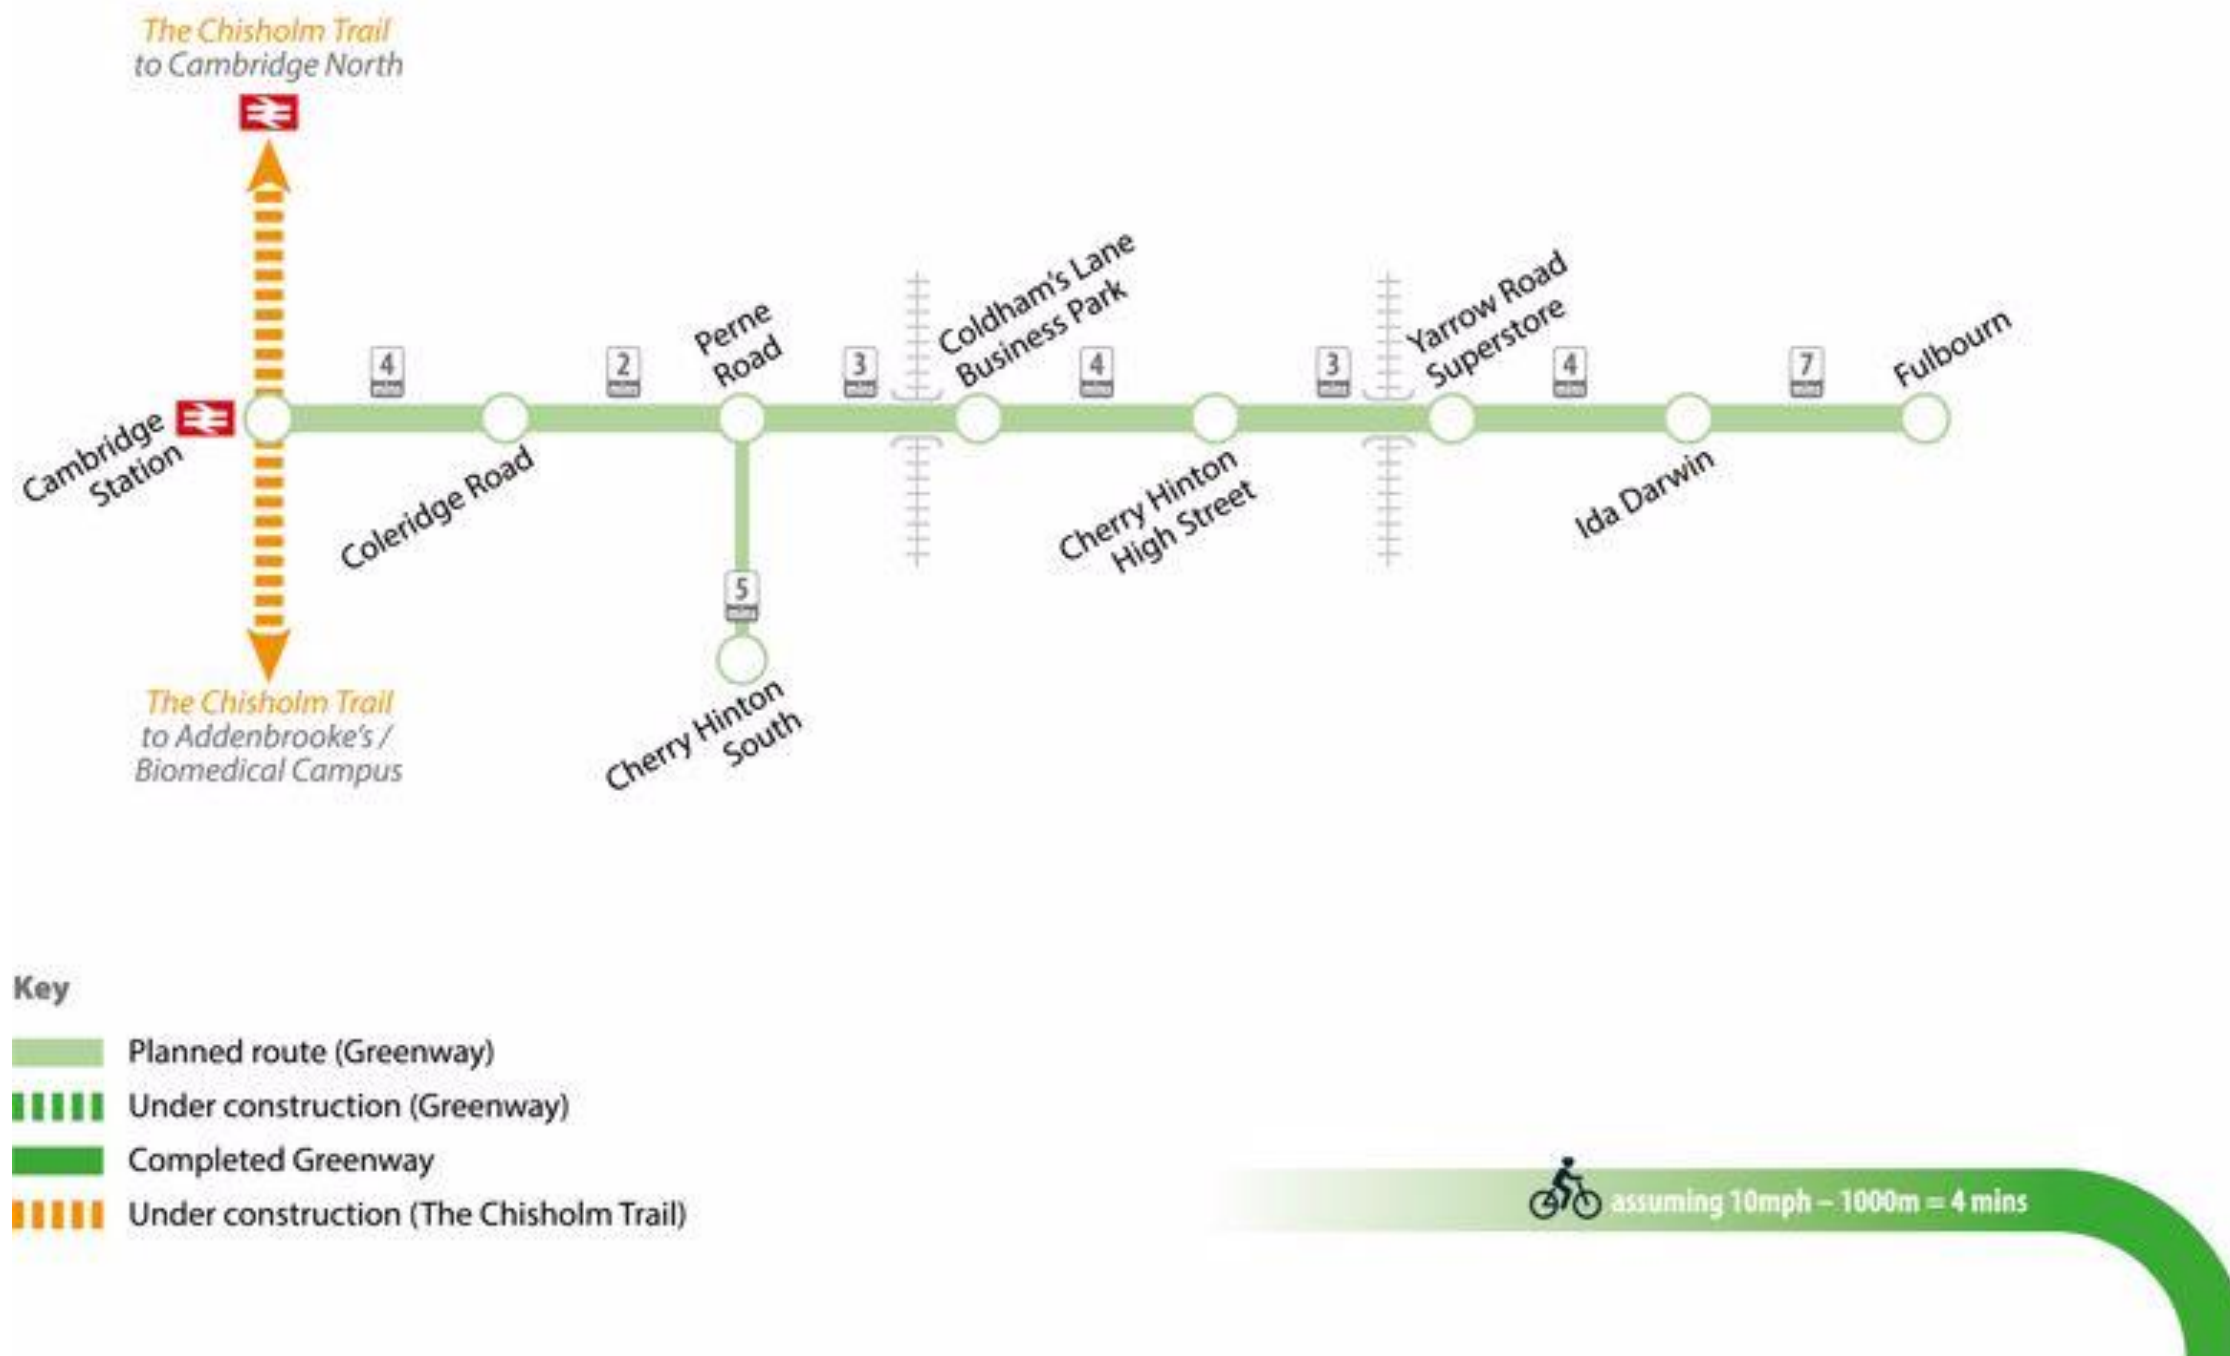 The Chisholm Trail
to Cambridge North
Cambridge
Station
4
mins
Coleridge Road
2
mins
Perne
Road
3
mins
Coldham's Lane
Business Park
4
mins
Cherry Hinton
High Street
3
mins
Yarrow Road
Superstore
4
mins
Ida Darwin
7
mins
Fulbourn
5
mins
Cherry Hinton
South
The Chisholm Trail
to Addenbrooke's /
Biomedical Campus
Key
Planned route (Greenway)
Under construction (Greenway)
Completed Greenway
Under construction (The Chisholm Trail)
assuming 10mph – 1000m = 4 mins